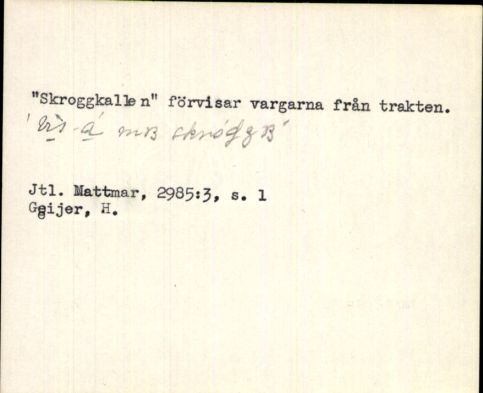 "Skroggkallen" förvisar vargarna från trakten.
Jtl. Mattmar, 2985:3, s. 1
Geijer, H.